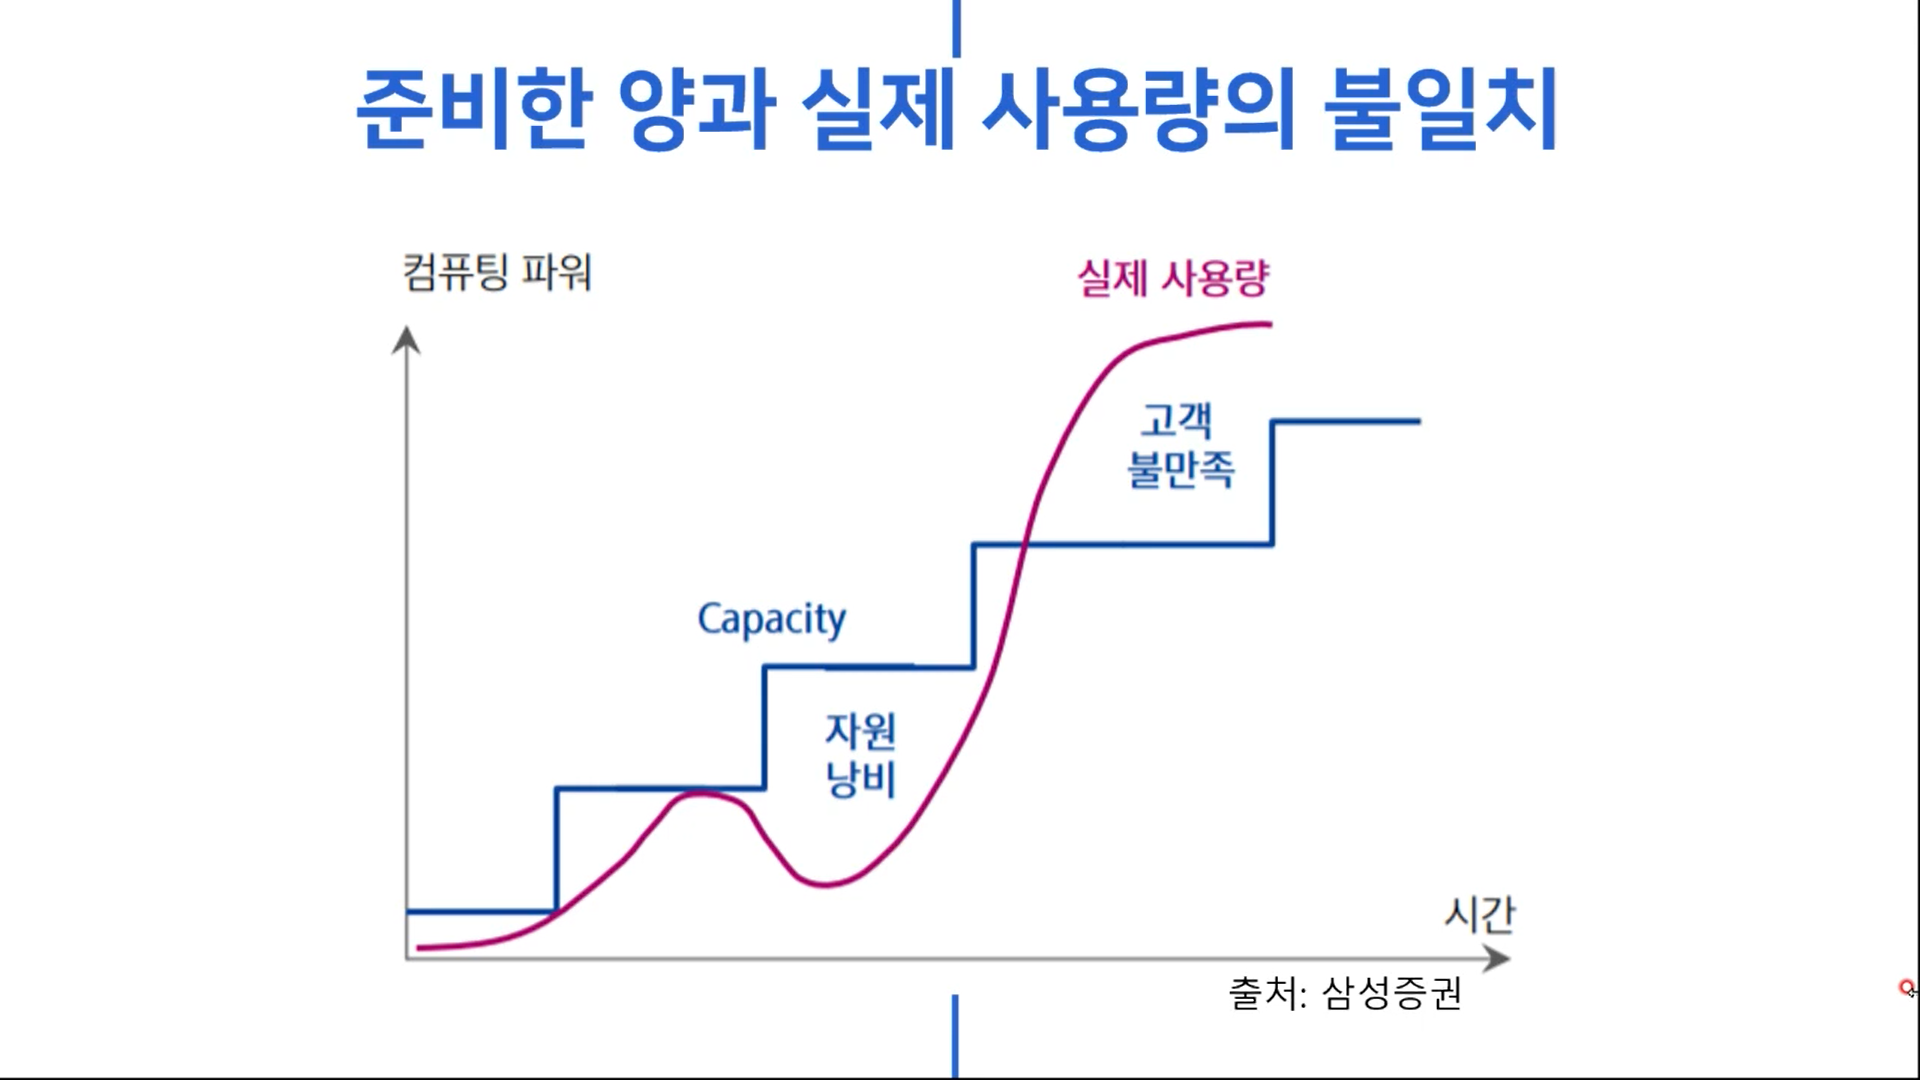 준비한 양과 실제 사용량의 불일치
컴퓨팅 파워
실제 사용량
고객
불만족
Capacity
자원
낭비
시간
출처: 삼성증권